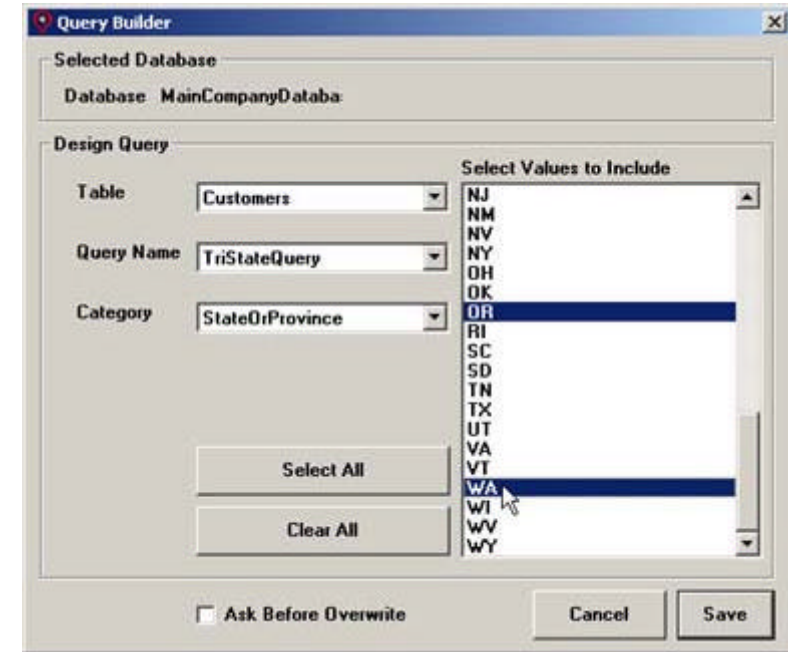 Query Builder
Selected Database
Database MainCompanyDataba
Design Query
Select Values to Include
Table Customers
Query Name TriStateQuery
Category StateOrProvince
NJ
NM
NV
NY
OH
OK
OR
RI
SC
SD
TN
TX
UT
VA
VT
WA
WI
WV
WY
Select All
Clear All
Ask Before Overwrite
Cancel
Save